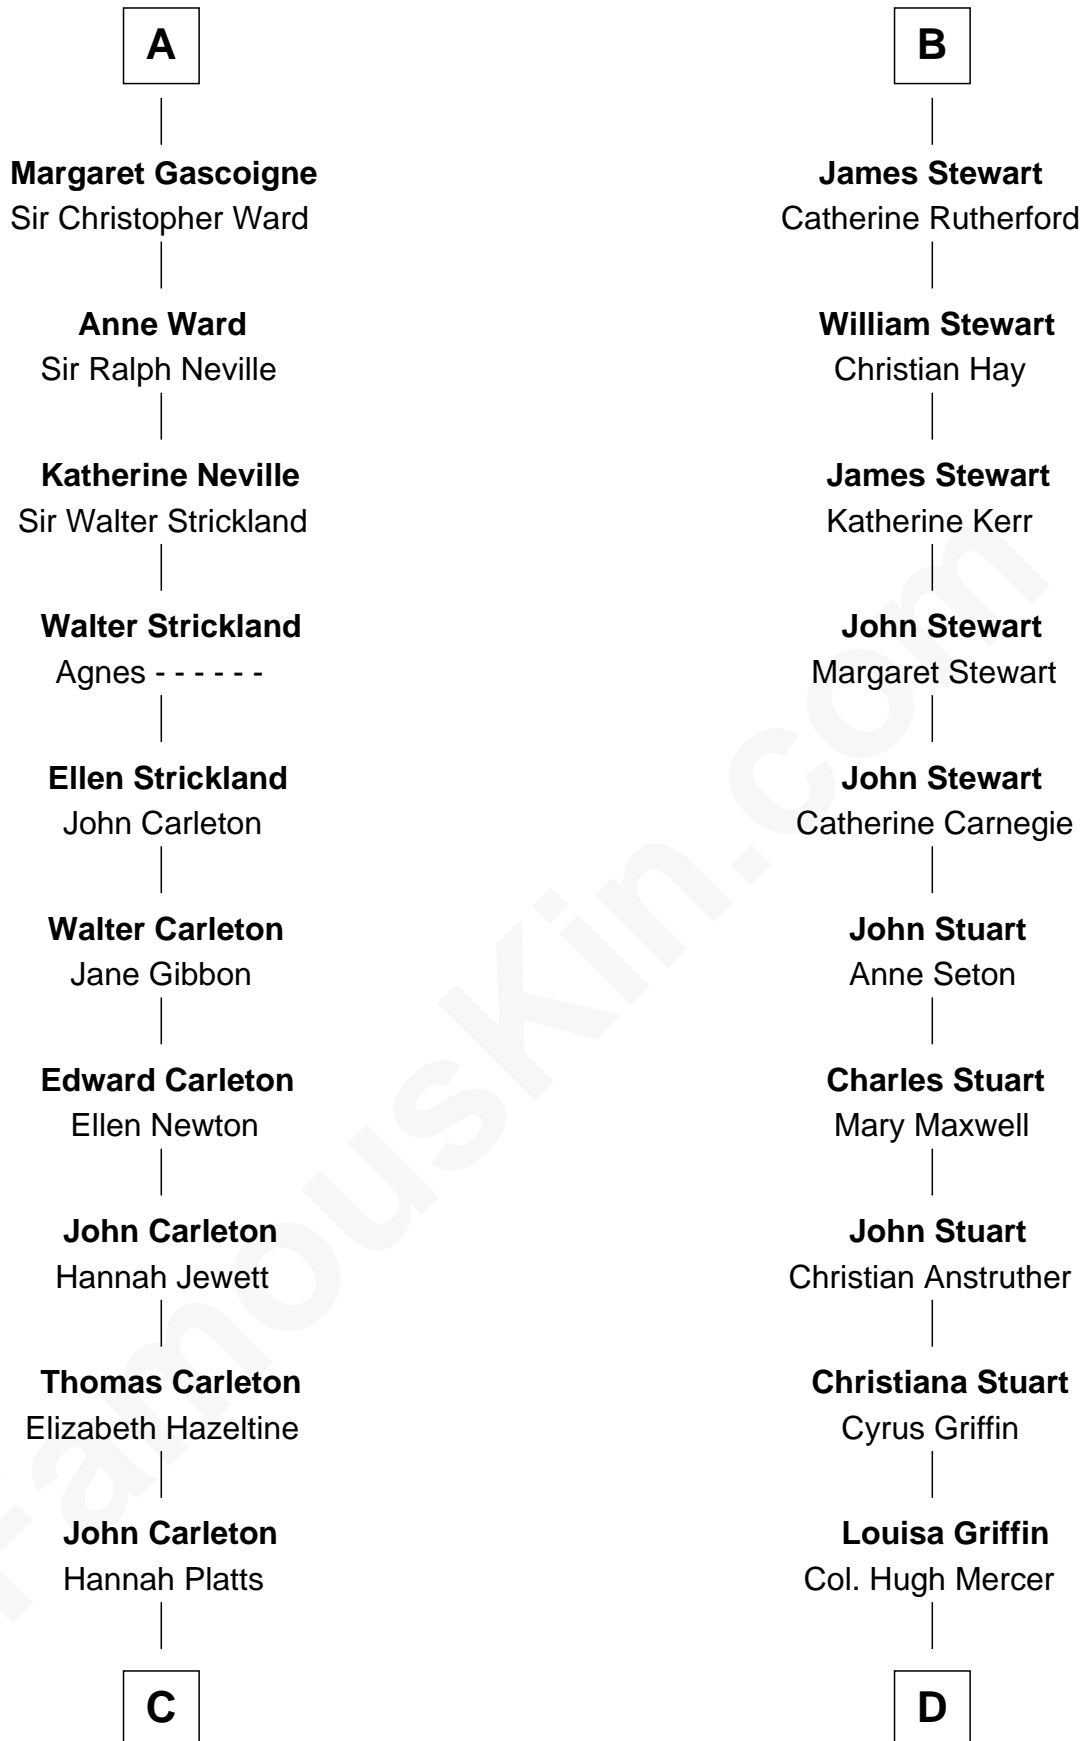 A
Margaret Gascoigne
Sir Christopher Ward
Anne Ward
Sir Ralph Neville
Katherine Neville
Sir Walter Strickland
Walter Strickland
Agnes - - - - - -
Ellen Strickland
John Carleton
Walter Carleton
Jane Gibbon
Edward Carleton
Ellen Newton
John Carleton
Hannah Jewett
Thomas Carleton
Elizabeth Hazeltine
John Carleton
Hannah Platts
C
B
James Stewart
Catherine Rutherford
William Stewart
Christian Hay
James Stewart
Katherine Kerr
John Stewart
Margaret Stewart
John Stewart
Catherine Carnegie
John Stuart
Anne Seton
Charles Stuart
Mary Maxwell
John Stuart
Christian Anstruther
Christiana Stuart
Cyrus Griffin
Louisa Griffin
Col. Hugh Mercer
D
FamousKin.com